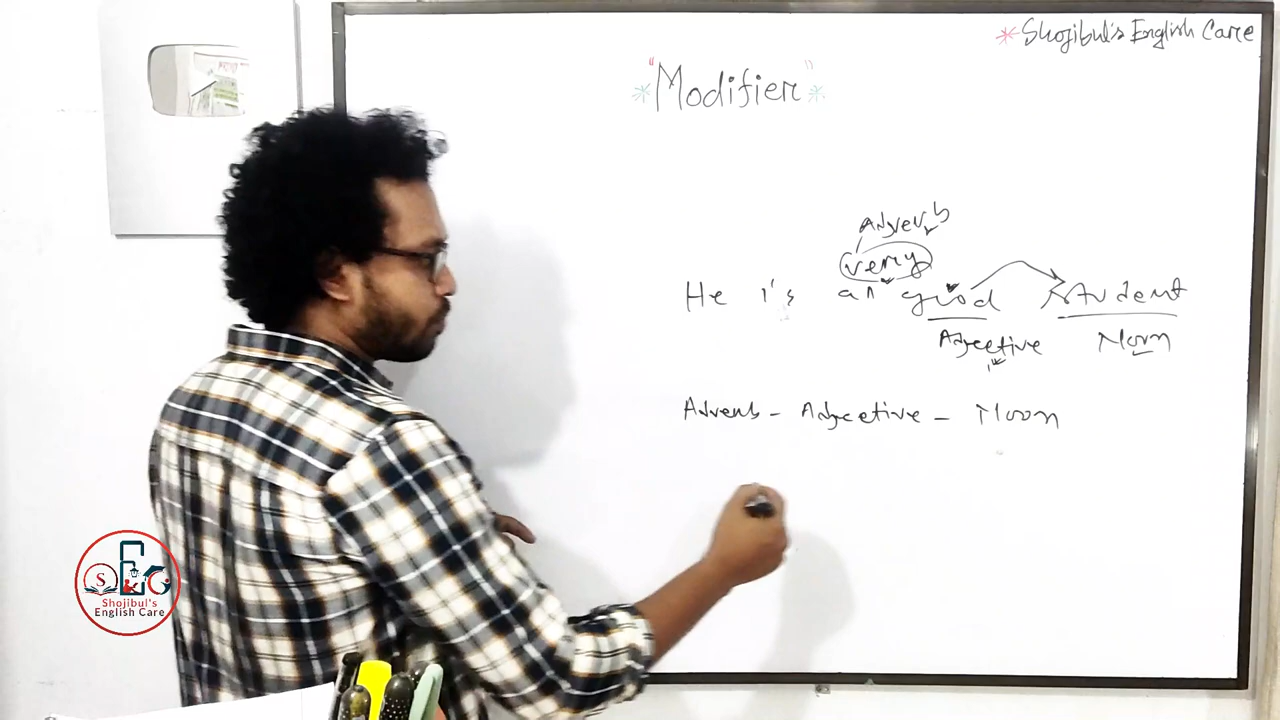 * Shojibul's English Care
* "Modifier" *
Adverb
very
He is a good student
Adjective Noun
Adverb - Adjective - Noun
S E C
Shojibul's
English Care